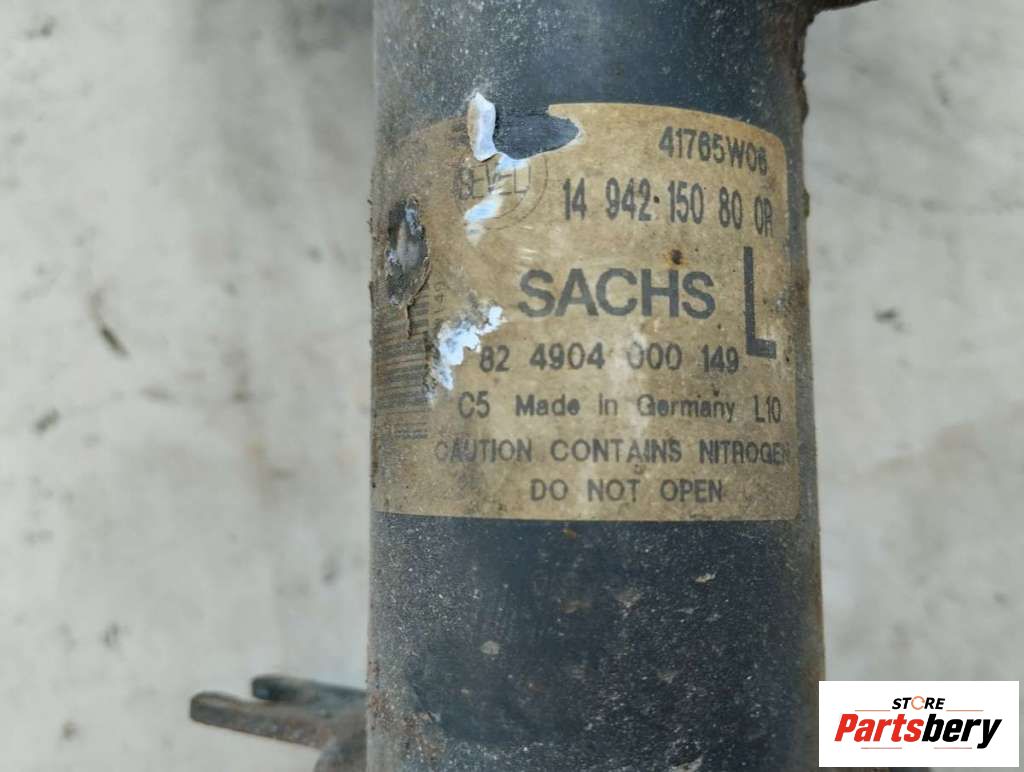 41765W06
14 942 150 80 0R
SACHS L
82 4904 000 149
C5 Made in Germany L10
CAUTION CONTAINS NITROGEN
DO NOT OPEN
STORE
Partsbery